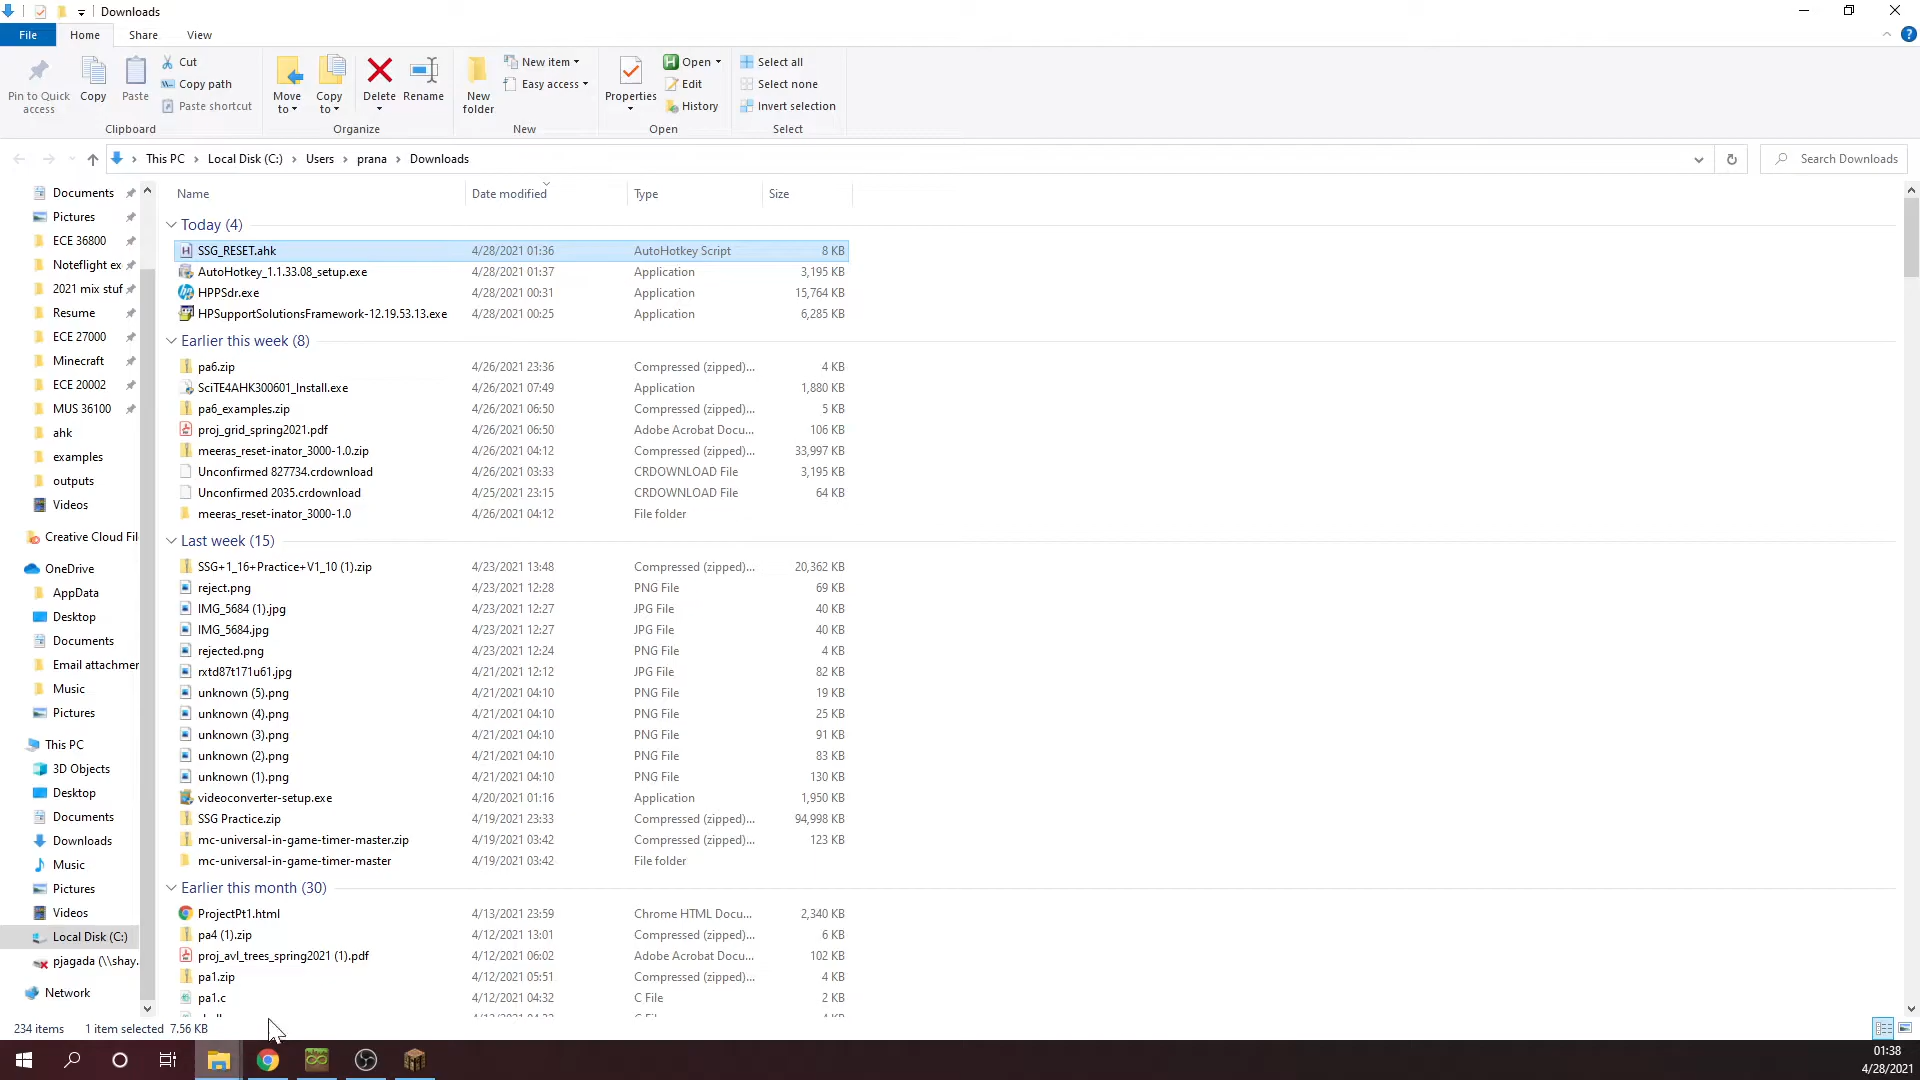 Downloads
File Home Share View
Pin to Quick access
Copy
Paste
Cut
Copy path
Paste shortcut
Clipboard
Move to
Copy to
Delete
Rename
Organize
New folder
New item
Easy access
New
Properties
Open
Edit
History
Open
Select all
Select none
Invert selection
Select
This PC Local Disk (C:) Users prana Downloads
Search Downloads
Documents
Pictures
ECE 36800
Noteflight ex
2021 mix stuf
Resume
ECE 27000
Minecraft
ECE 20002
MUS 36100
ahk
examples
outputs
Videos
Creative Cloud Fil
OneDrive
AppData
Desktop
Documents
Email attachmer
Music
Pictures
This PC
3D Objects
Desktop
Documents
Downloads
Music
Pictures
Videos
Local Disk (C:)
pjagada (\\shay.
Network
Name Date modified Type Size
Today (4)
SSG_RESET.ahk 4/28/2021 01:36 AutoHotkey Script 8 KB
AutoHotkey_1.1.33.08_setup.exe 4/28/2021 01:37 Application 3,195 KB
HPPSdr.exe 4/28/2021 00:31 Application 15,764 KB
HPSupportSolutionsFramework-12.19.53.13.exe 4/28/2021 00:25 Application 6,285 KB
Earlier this week (8)
pa6.zip 4/26/2021 23:36 Compressed (zipped)... 4 KB
SciTE4AHK300601_Install.exe 4/26/2021 07:49 Application 1,880 KB
pa6_examples.zip 4/26/2021 06:50 Compressed (zipped)... 5 KB
proj_grid_spring2021.pdf 4/26/2021 06:50 Adobe Acrobat Docu... 106 KB
meeras_reset-inator_3000-1.0.zip 4/26/2021 04:12 Compressed (zipped)... 33,997 KB
Unconfirmed 827734.crdownload 4/26/2021 03:33 CRDOWNLOAD File 3,195 KB
Unconfirmed 2035.crdownload 4/25/2021 23:15 CRDOWNLOAD File 64 KB
meeras_reset-inator_3000-1.0 4/26/2021 04:12 File folder
Last week (15)
SSG+1_16+Practice+V1_10 (1).zip 4/23/2021 13:48 Compressed (zipped)... 20,362 KB
reject.png 4/23/2021 12:28 PNG File 69 KB
IMG_5684 (1).jpg 4/23/2021 12:27 JPG File 40 KB
IMG_5684.jpg 4/23/2021 12:27 JPG File 40 KB
rejected.png 4/23/2021 12:24 PNG File 4 KB
rxtd87t171u61.jpg 4/21/2021 12:12 JPG File 82 KB
unknown (5).png 4/21/2021 04:10 PNG File 19 KB
unknown (4).png 4/21/2021 04:10 PNG File 25 KB
unknown (3).png 4/21/2021 04:10 PNG File 91 KB
unknown (2).png 4/21/2021 04:10 PNG File 83 KB
unknown (1).png 4/21/2021 04:10 PNG File 130 KB
videoconverter-setup.exe 4/20/2021 01:16 Application 1,950 KB
SSG Practice.zip 4/19/2021 23:33 Compressed (zipped)... 94,998 KB
mc-universal-in-game-timer-master.zip 4/19/2021 03:42 Compressed (zipped)... 123 KB
mc-universal-in-game-timer-master 4/19/2021 03:42 File folder
Earlier this month (30)
ProjectPt1.html 4/13/2021 23:59 Chrome HTML Docu... 2,340 KB
pa4 (1).zip 4/12/2021 13:01 Compressed (zipped)... 6 KB
proj_avl_trees_spring2021 (1).pdf 4/12/2021 06:02 Adobe Acrobat Docu... 102 KB
pa1.zip 4/12/2021 05:51 Compressed (zipped)... 4 KB
pa1.c 4/12/2021 04:32 C File 2 KB
234 items 1 item selected 7.56 KB
01:38
4/28/2021